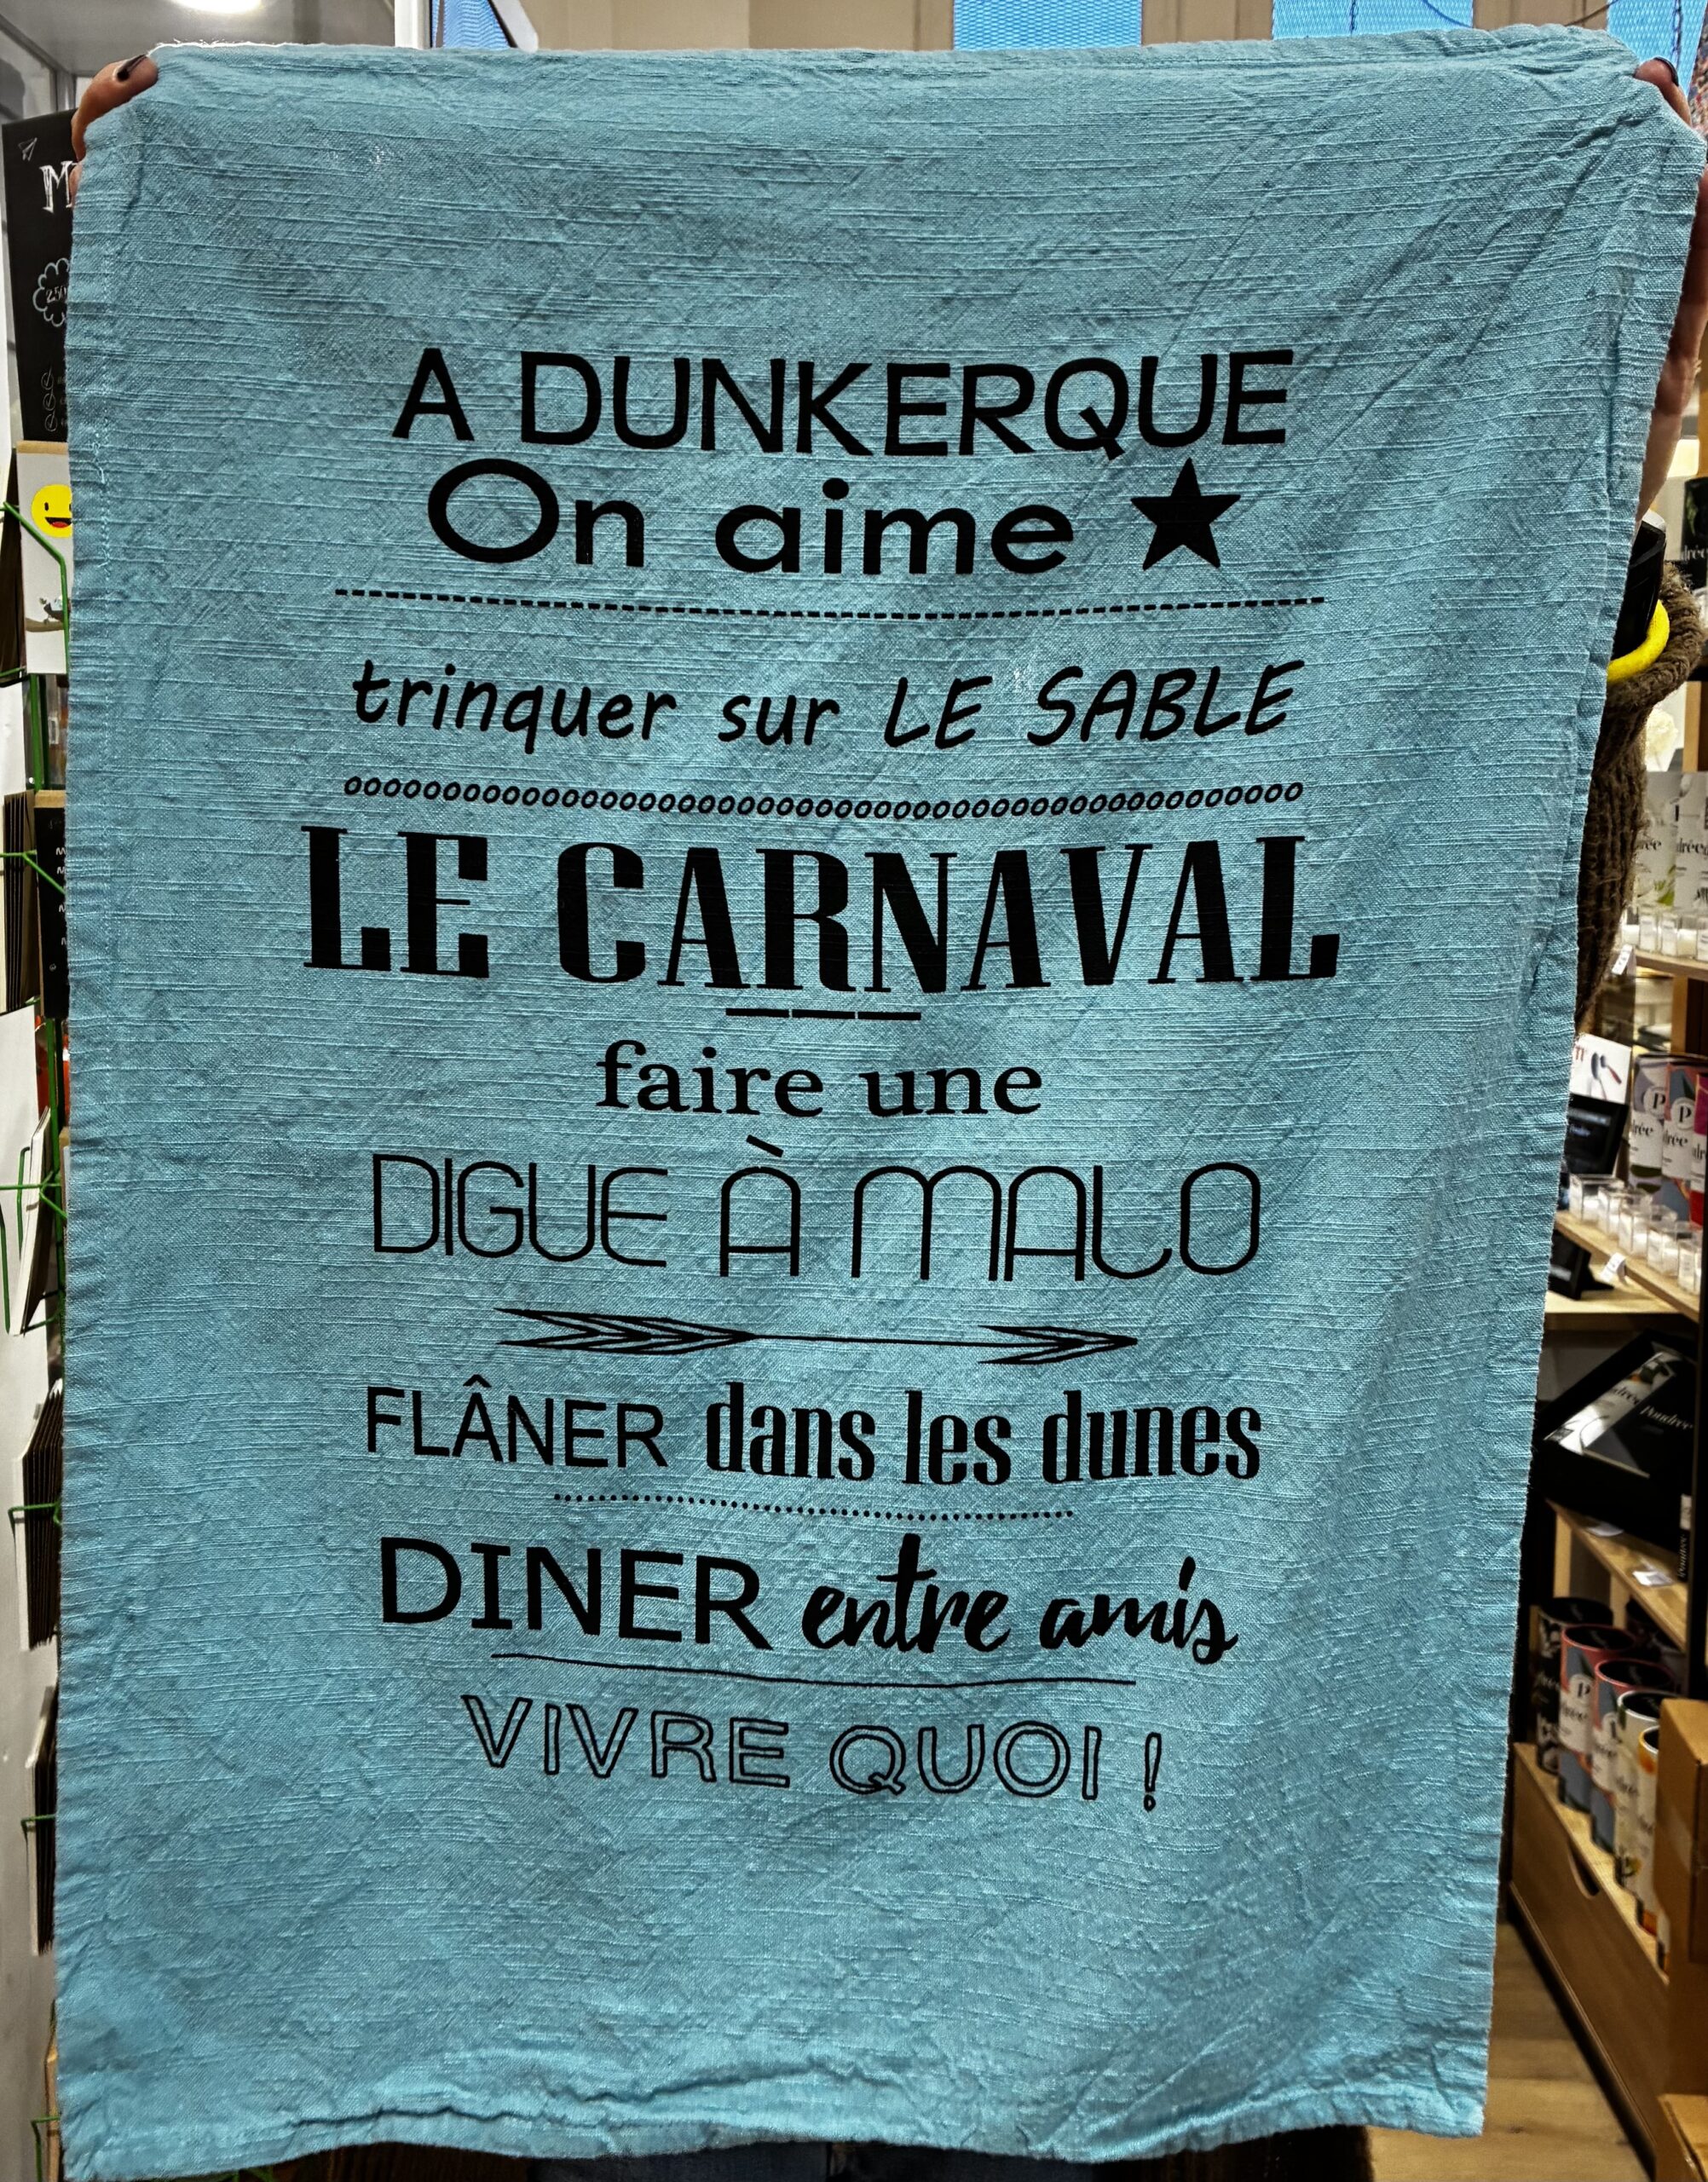 A DUNKERQUE
On aime
trinquer sur LE SABLE
LE CARNAVAL
faire une
DIGUE À MALO
FLÂNER dans les dunes
DINER entre amis
VIVRE QUOI !
Poudrée